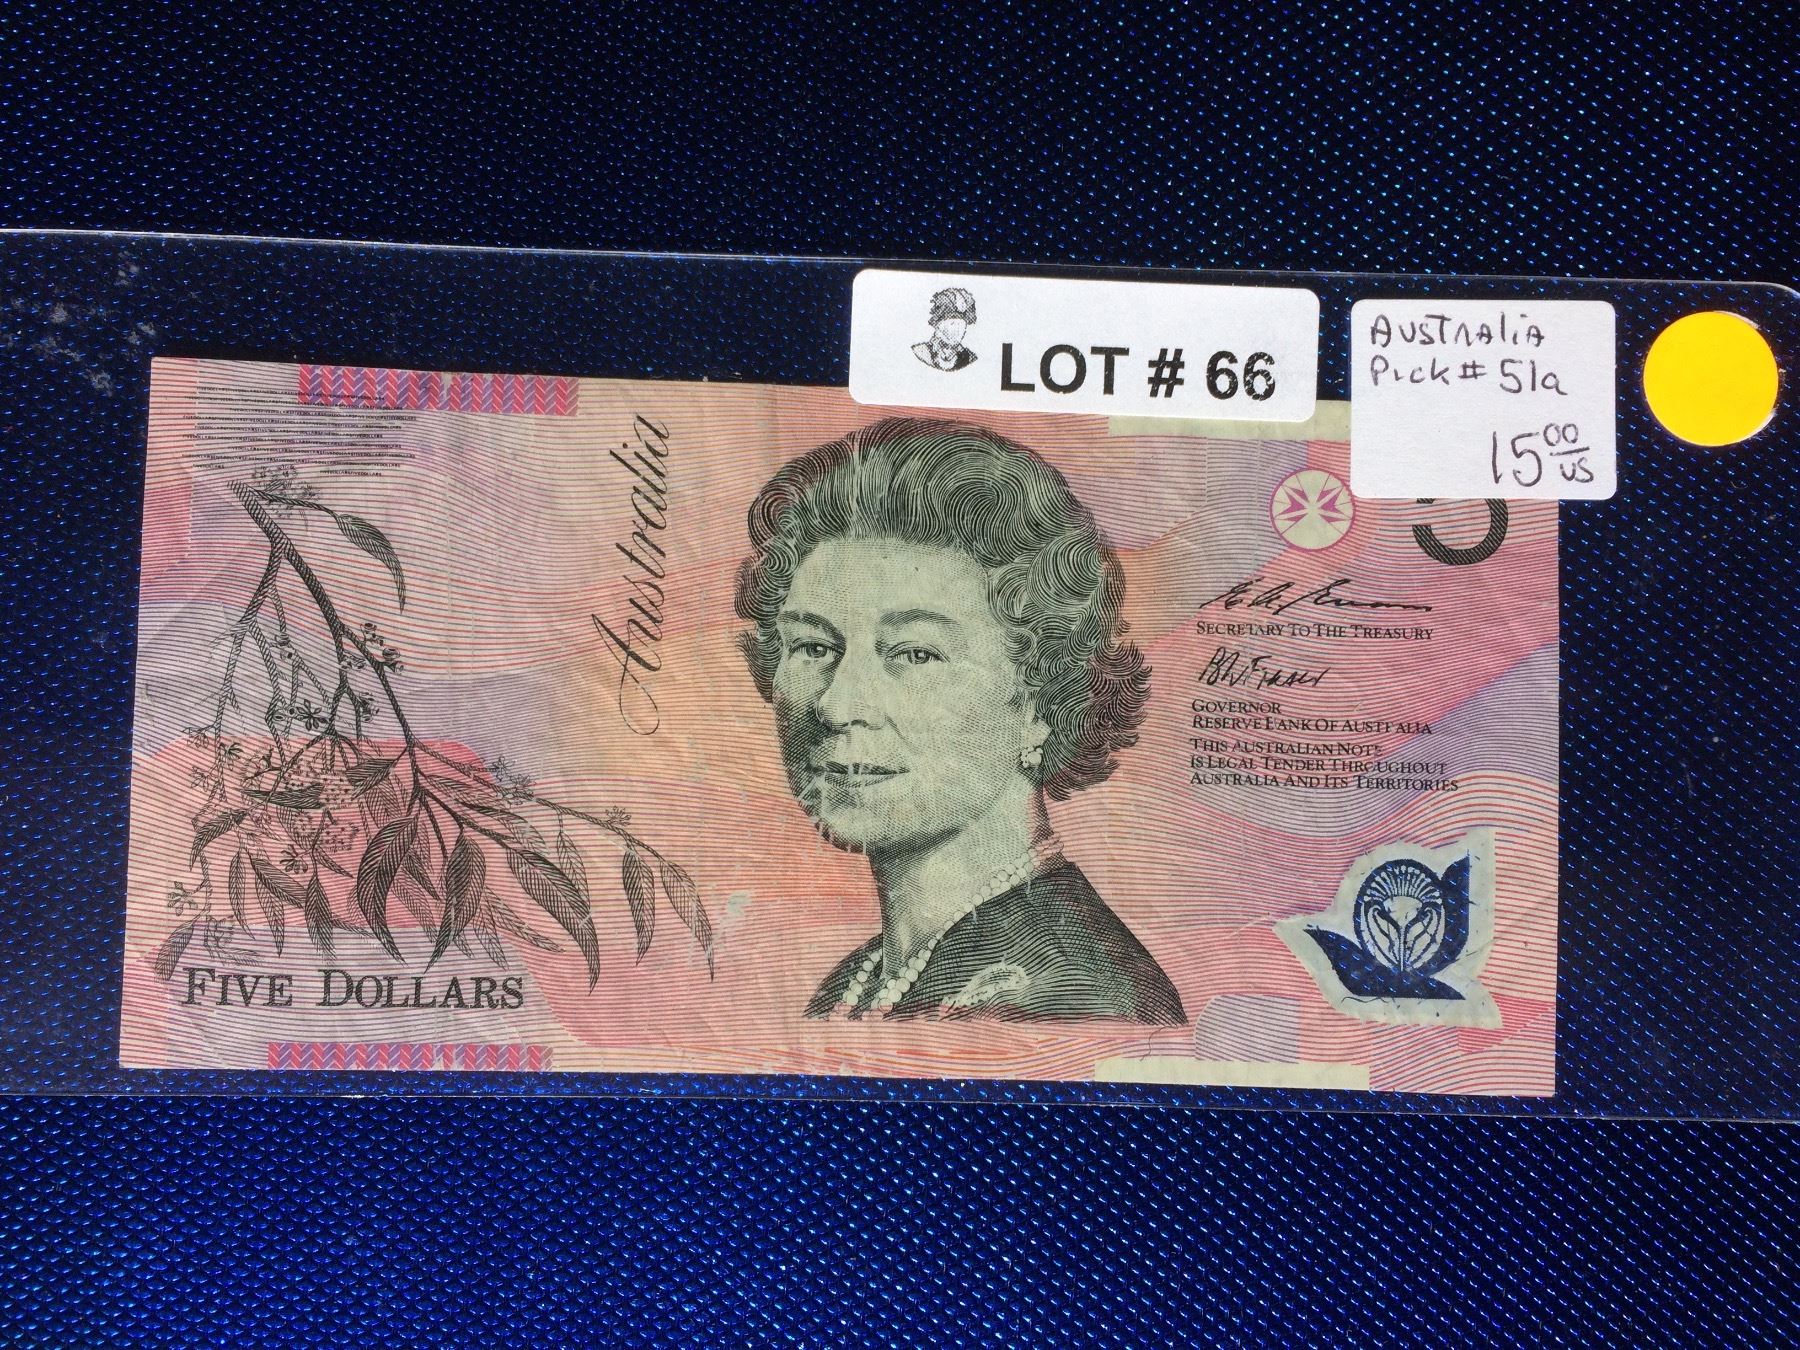 LOT # 66
Australia
Pick # 51a
15 00/US
Australia
5
SECRETARY TO THE TREASURY
GOVERNOR
RESERVE BANK OF AUSTRALIA
THIS AUSTRALIAN NOTE
IS LEGAL TENDER THROUGHOUT
AUSTRALIA AND ITS TERRITORIES
FIVE DOLLARS